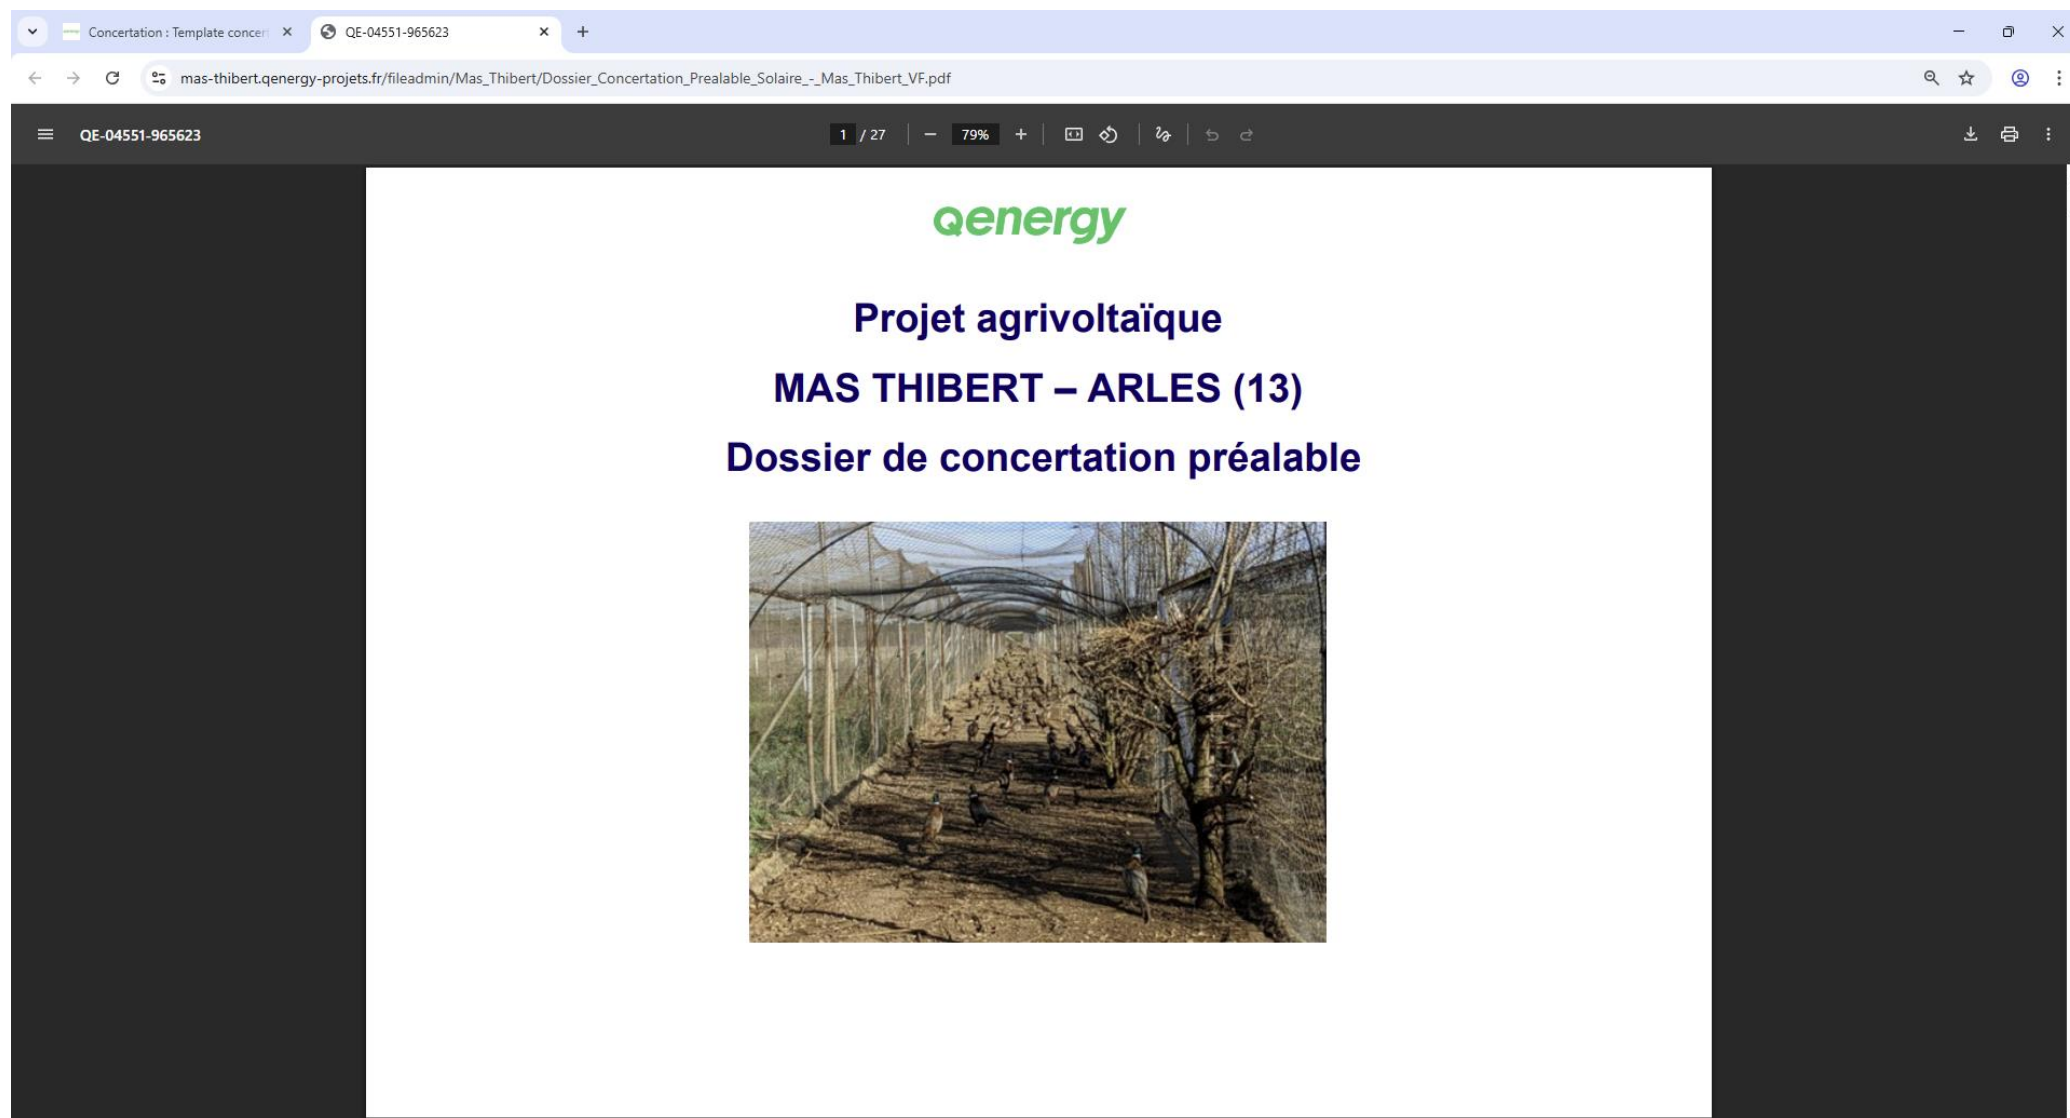 Concertation : Template concer
QE-04551-965623
mas-thibert.qenergy-projets.fr/fileadmin/Mas_Thibert/Dossier_Concertation_Prealable_Solaire_-_Mas_Thibert_VF.pdf
QE-04551-965623
1 / 27
79%
qenergy
Projet agrivoltaïque
MAS THIBERT – ARLES (13)
Dossier de concertation préalable